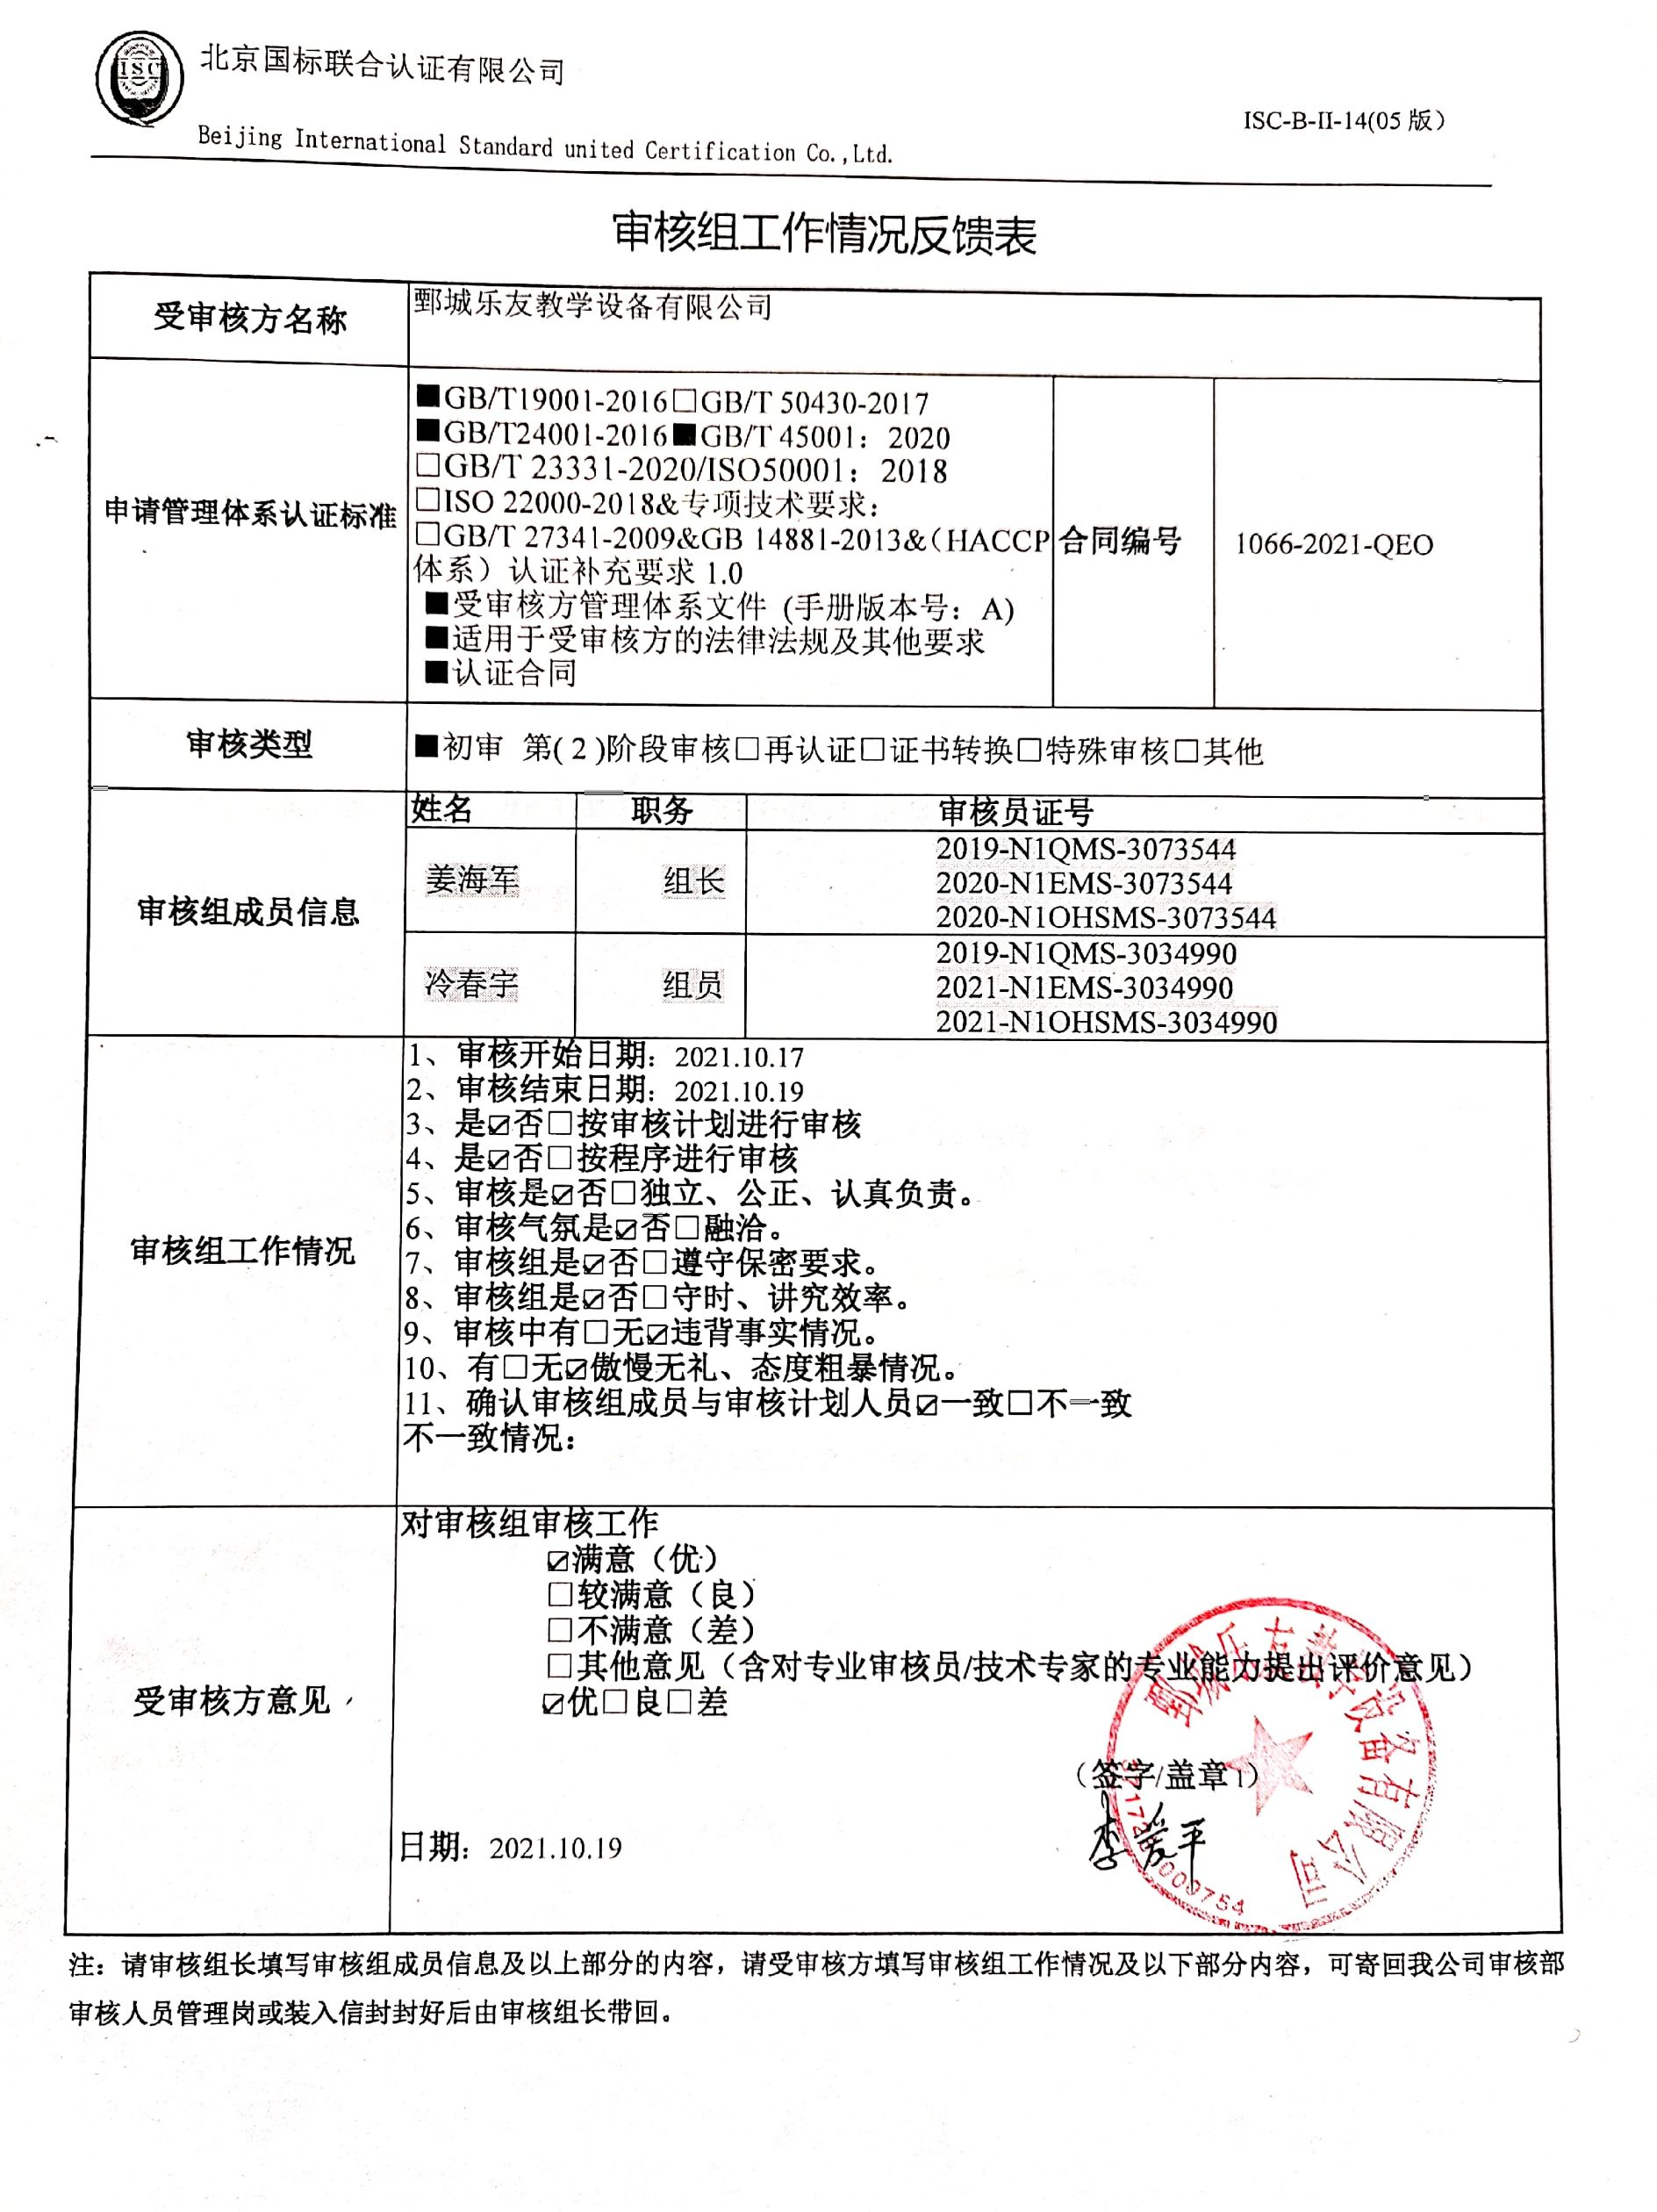 ISC
北京国标联合认证有限公司
Beijing International Standard united Certification Co.,Ltd.
ISC-B-II-14(05 版）
审核组工作情况反馈表
受审核方名称
鄄城乐友教学设备有限公司
申请管理体系认证标准
■GB/T19001-2016□GB/T 50430-2017
■GB/T24001-2016■GB/T 45001：2020
□GB/T 23331-2020/ISO50001：2018
□ISO 22000-2018&专项技术要求：
□GB/T 27341-2009&GB 14881-2013&（HACCP
体系）认证补充要求 1.0
■受审核方管理体系文件 (手册版本号：A)
■适用于受审核方的法律法规及其他要求
■认证合同
合同编号
1066-2021-QEO
审核类型
■初审 第( 2 )阶段审核□再认证□证书转换□特殊审核□其他
审核组成员信息
姓名 职务 审核员证号
姜海军 组长
2019-N1QMS-3073544
2020-N1EMS-3073544
2020-N1OHSMS-3073544
冷春宇 组员
2019-N1QMS-3034990
2021-N1EMS-3034990
2021-N1OHSMS-3034990
审核组工作情况
1、审核开始日期：2021.10.17
2、审核结束日期：2021.10.19
3、是☑否□按审核计划进行审核
4、是☑否□按程序进行审核
5、审核是☑否□独立、公正、认真负责。
6、审核气氛是☑否□融洽。
7、审核组是☑否□遵守保密要求。
8、审核组是☑否□守时、讲究效率。
9、审核中有□无☑违背事实情况。
10、有□无☑傲慢无礼、态度粗暴情况。
11、确认审核组成员与审核计划人员☑一致□不一致
不一致情况：
受审核方意见
对审核组审核工作
☑满意（优）
□较满意（良）
□不满意（差）
□其他意见（含对专业审核员/技术专家的专业能力提出评价意见）
☑优□良□差
（签字/盖章）
李爱平
鄄城乐友教学设备有限公司
日期：2021.10.19
注：请审核组长填写审核组成员信息及以上部分的内容，请受审核方填写审核组工作情况及以下部分内容，可寄回我公司审核部
审核人员管理岗或装入信封封好后由审核组长带回。